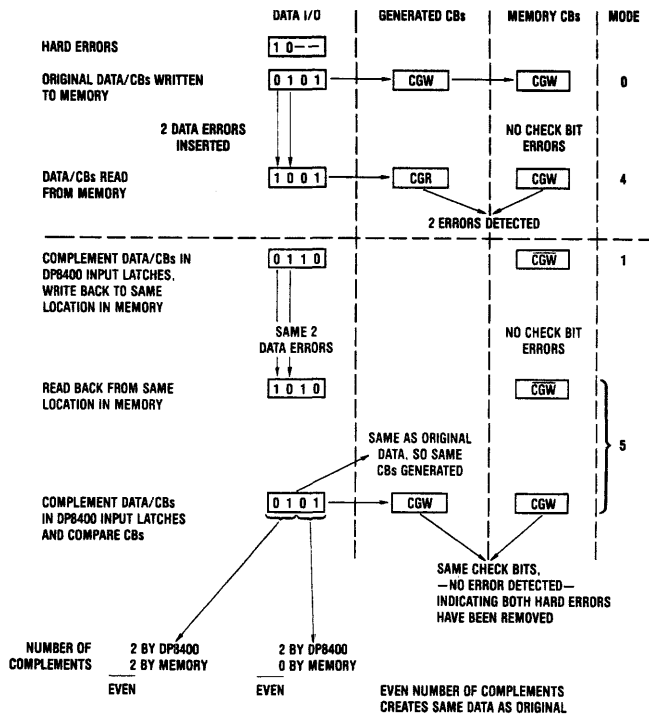 DATA I/O GENERATED CBs MEMORY CBs MODE
HARD ERRORS
1 0 – –
ORIGINAL DATA/CBs WRITTEN
TO MEMORY
0 1 0 1
CGW
CGW
0
2 DATA ERRORS
INSERTED
NO CHECK BIT
ERRORS
DATA/CBs READ
FROM MEMORY
1 0 0 1
CGR
CGW
4
2 ERRORS DETECTED
COMPLEMENT DATA/CBs IN
DP8400 INPUT LATCHES,
WRITE BACK TO SAME
LOCATION IN MEMORY
0 1 1 0
C̅G̅W̅
1
SAME 2
DATA ERRORS
NO CHECK BIT
ERRORS
READ BACK FROM SAME
LOCATION IN MEMORY
1 0 1 0
C̅G̅W̅
5
SAME AS ORIGINAL
DATA, SO SAME
CBs GENERATED
COMPLEMENT DATA/CBs
IN DP8400 INPUT LATCHES
AND COMPARE CBs
0 1 0 1
CGW
CGW
SAME CHECK BITS,
—NO ERROR DETECTED—
INDICATING BOTH HARD ERRORS
HAVE BEEN REMOVED
NUMBER OF
COMPLEMENTS
2 BY DP8400
2 BY MEMORY
EVEN
2 BY DP8400
0 BY MEMORY
EVEN
EVEN NUMBER OF COMPLEMENTS
CREATES SAME DATA AS ORIGINAL